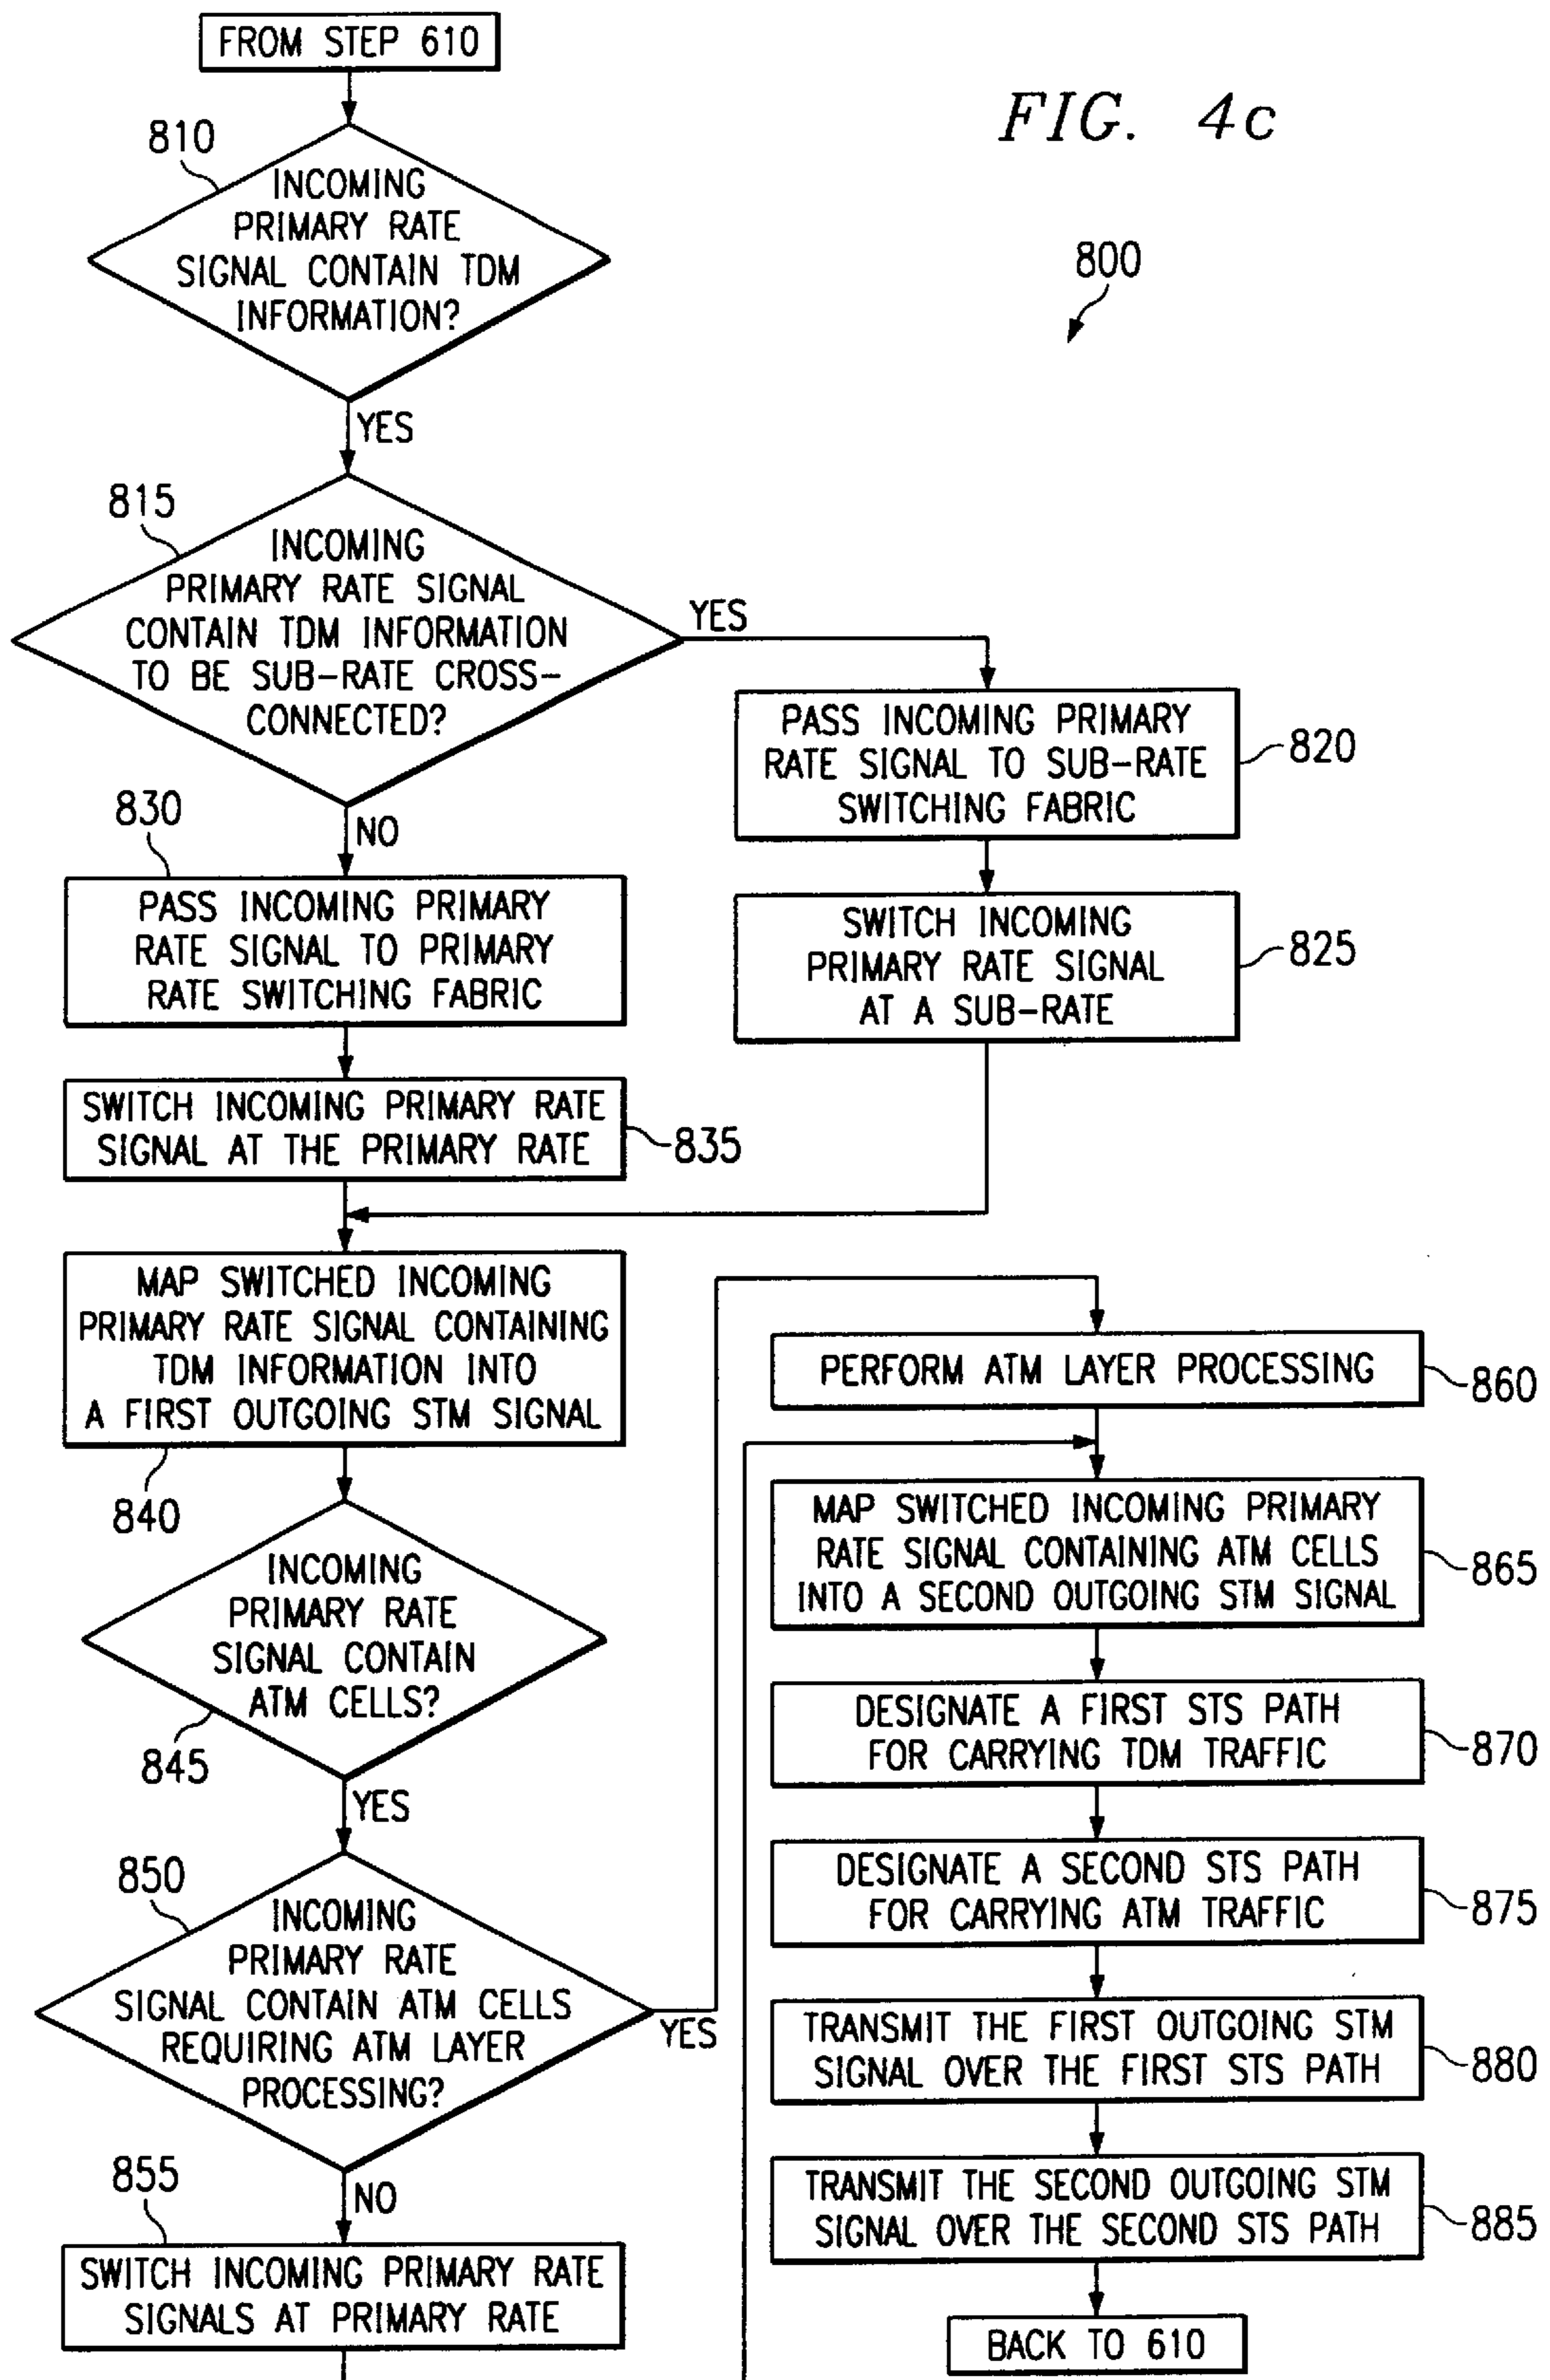 FROM STEP 610
FIG. 4c
800
810
INCOMING
PRIMARY RATE
SIGNAL CONTAIN TDM
INFORMATION?
YES
815
INCOMING
PRIMARY RATE SIGNAL
CONTAIN TDM INFORMATION
TO BE SUB-RATE CROSS-
CONNECTED?
YES
PASS INCOMING PRIMARY
RATE SIGNAL TO SUB-RATE
SWITCHING FABRIC
820
SWITCH INCOMING
PRIMARY RATE SIGNAL
AT A SUB-RATE
825
NO
830
PASS INCOMING PRIMARY
RATE SIGNAL TO PRIMARY
RATE SWITCHING FABRIC
SWITCH INCOMING PRIMARY RATE
SIGNAL AT THE PRIMARY RATE
835
MAP SWITCHED INCOMING
PRIMARY RATE SIGNAL CONTAINING
TDM INFORMATION INTO
A FIRST OUTGOING STM SIGNAL
840
INCOMING
PRIMARY RATE
SIGNAL CONTAIN
ATM CELLS?
845
YES
850
INCOMING
PRIMARY RATE
SIGNAL CONTAIN ATM CELLS
REQUIRING ATM LAYER
PROCESSING?
YES
NO
855
SWITCH INCOMING PRIMARY RATE
SIGNALS AT PRIMARY RATE
PERFORM ATM LAYER PROCESSING
860
MAP SWITCHED INCOMING PRIMARY
RATE SIGNAL CONTAINING ATM CELLS
INTO A SECOND OUTGOING STM SIGNAL
865
DESIGNATE A FIRST STS PATH
FOR CARRYING TDM TRAFFIC
870
DESIGNATE A SECOND STS PATH
FOR CARRYING ATM TRAFFIC
875
TRANSMIT THE FIRST OUTGOING STM
SIGNAL OVER THE FIRST STS PATH
880
TRANSMIT THE SECOND OUTGOING STM
SIGNAL OVER THE SECOND STS PATH
885
BACK TO 610